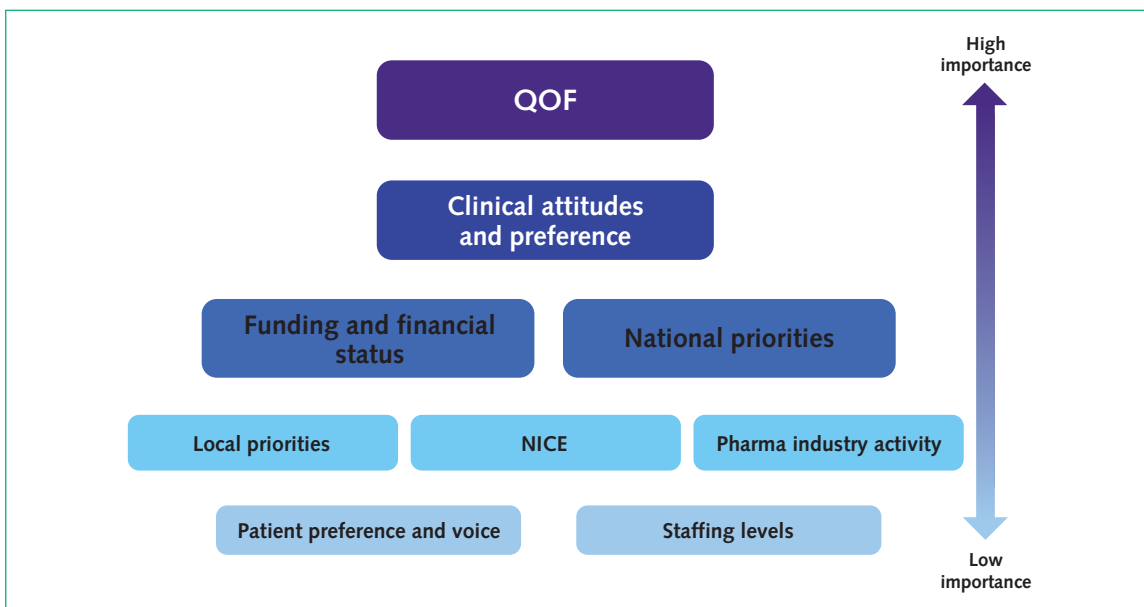 High
importance
QOF
Clinical attitudes
and preference
Funding and financial
status
National priorities
Local priorities
NICE
Pharma industry activity
Patient preference and voice
Staffing levels
Low
importance